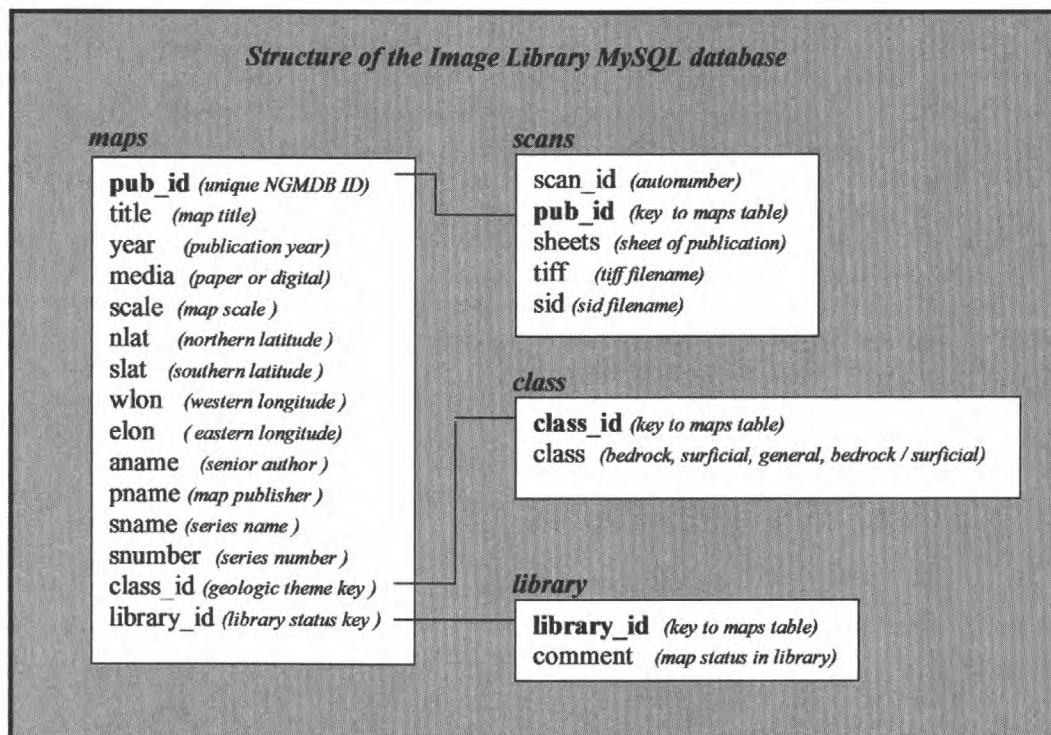 Structure of the Image Library MySQL database
maps
pub_id (unique NGMDB ID)
title (map title)
year (publication year)
media (paper or digital)
scale (map scale )
nlat (northern latitude )
slat (southern latitude )
wlon (western longitude )
elon ( eastern longitude)
aname (senior author )
pname (map publisher )
sname (series name )
snumber (series number )
class_id (geologic theme key )
library_id (library status key )
scans
scan_id (autonumber)
pub_id (key to maps table)
sheets (sheet of publication)
tiff (tiff filename)
sid (sid filename)
class
class_id (key to maps table)
class (bedrock, surficial, general, bedrock / surficial)
library
library_id (key to maps table)
comment (map status in library)